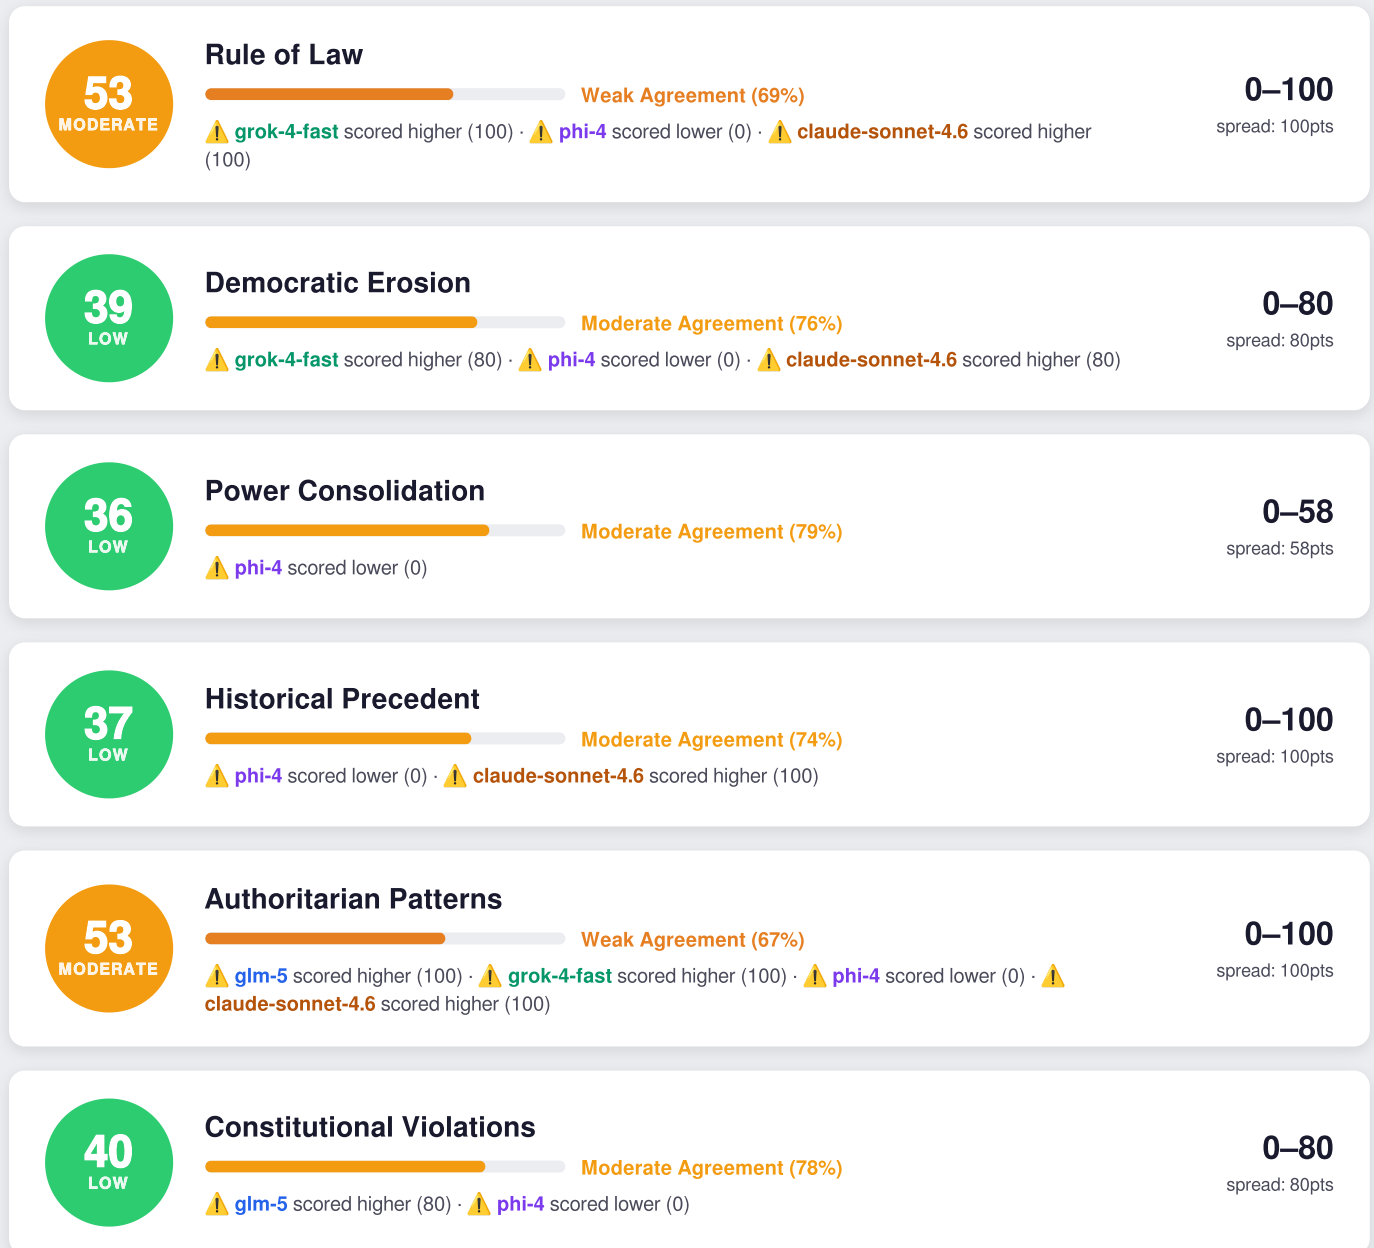 53
MODERATE
Rule of Law
Weak Agreement (69%)
⚠️ grok-4-fast scored higher (100) · ⚠️ phi-4 scored lower (0) · ⚠️ claude-sonnet-4.6 scored higher
(100)
0–100
spread: 100pts
39
LOW
Democratic Erosion
Moderate Agreement (76%)
⚠️ grok-4-fast scored higher (80) · ⚠️ phi-4 scored lower (0) · ⚠️ claude-sonnet-4.6 scored higher (80)
0–80
spread: 80pts
36
LOW
Power Consolidation
Moderate Agreement (79%)
⚠️ phi-4 scored lower (0)
0–58
spread: 58pts
37
LOW
Historical Precedent
Moderate Agreement (74%)
⚠️ phi-4 scored lower (0) · ⚠️ claude-sonnet-4.6 scored higher (100)
0–100
spread: 100pts
53
MODERATE
Authoritarian Patterns
Weak Agreement (67%)
⚠️ glm-5 scored higher (100) · ⚠️ grok-4-fast scored higher (100) · ⚠️ phi-4 scored lower (0) · ⚠️
claude-sonnet-4.6 scored higher (100)
0–100
spread: 100pts
40
LOW
Constitutional Violations
Moderate Agreement (78%)
⚠️ glm-5 scored higher (80) · ⚠️ phi-4 scored lower (0)
0–80
spread: 80pts